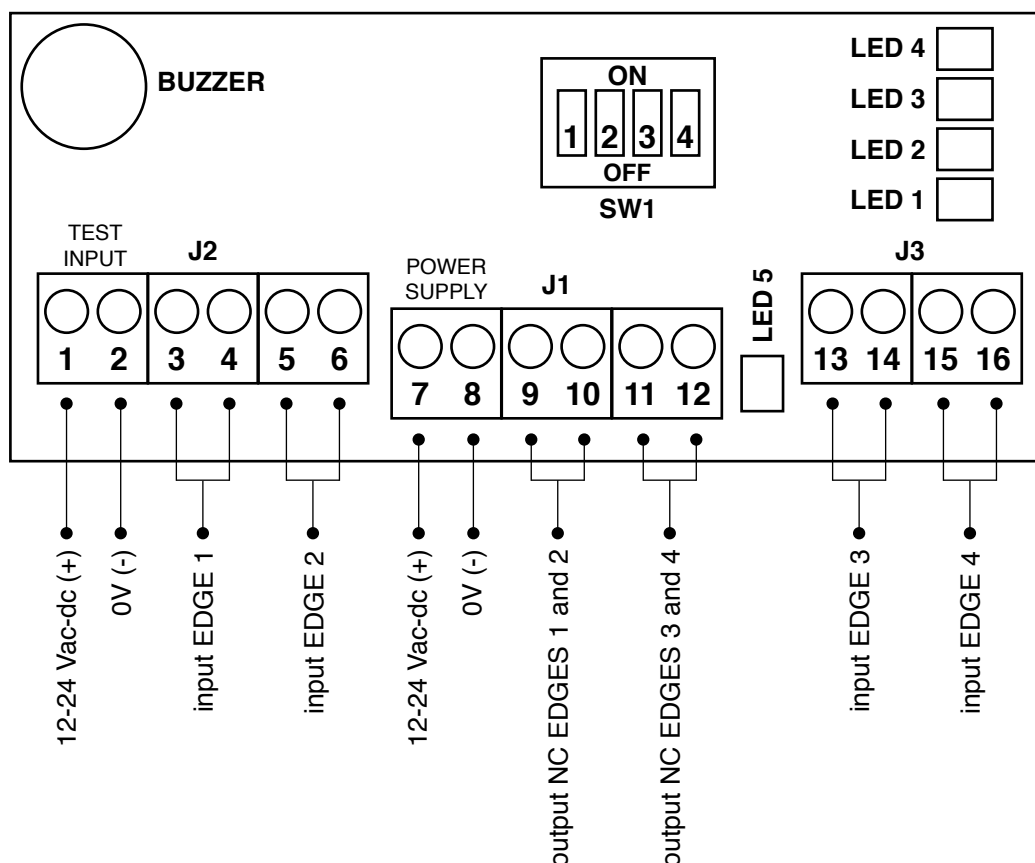 BUZZER
ON
1 2 3 4
OFF
SW1
LED 4
LED 3
LED 2
LED 1
TEST
INPUT
J2
1 2 3 4 5 6
POWER
SUPPLY
J1
7 8 9 10 11 12
LED 5
J3
13 14 15 16
12-24 Vac-dc (+)
0V (-)
input EDGE 1
input EDGE 2
12-24 Vac-dc (+)
0V (-)
output NC EDGES 1 and 2
output NC EDGES 3 and 4
input EDGE 3
input EDGE 4